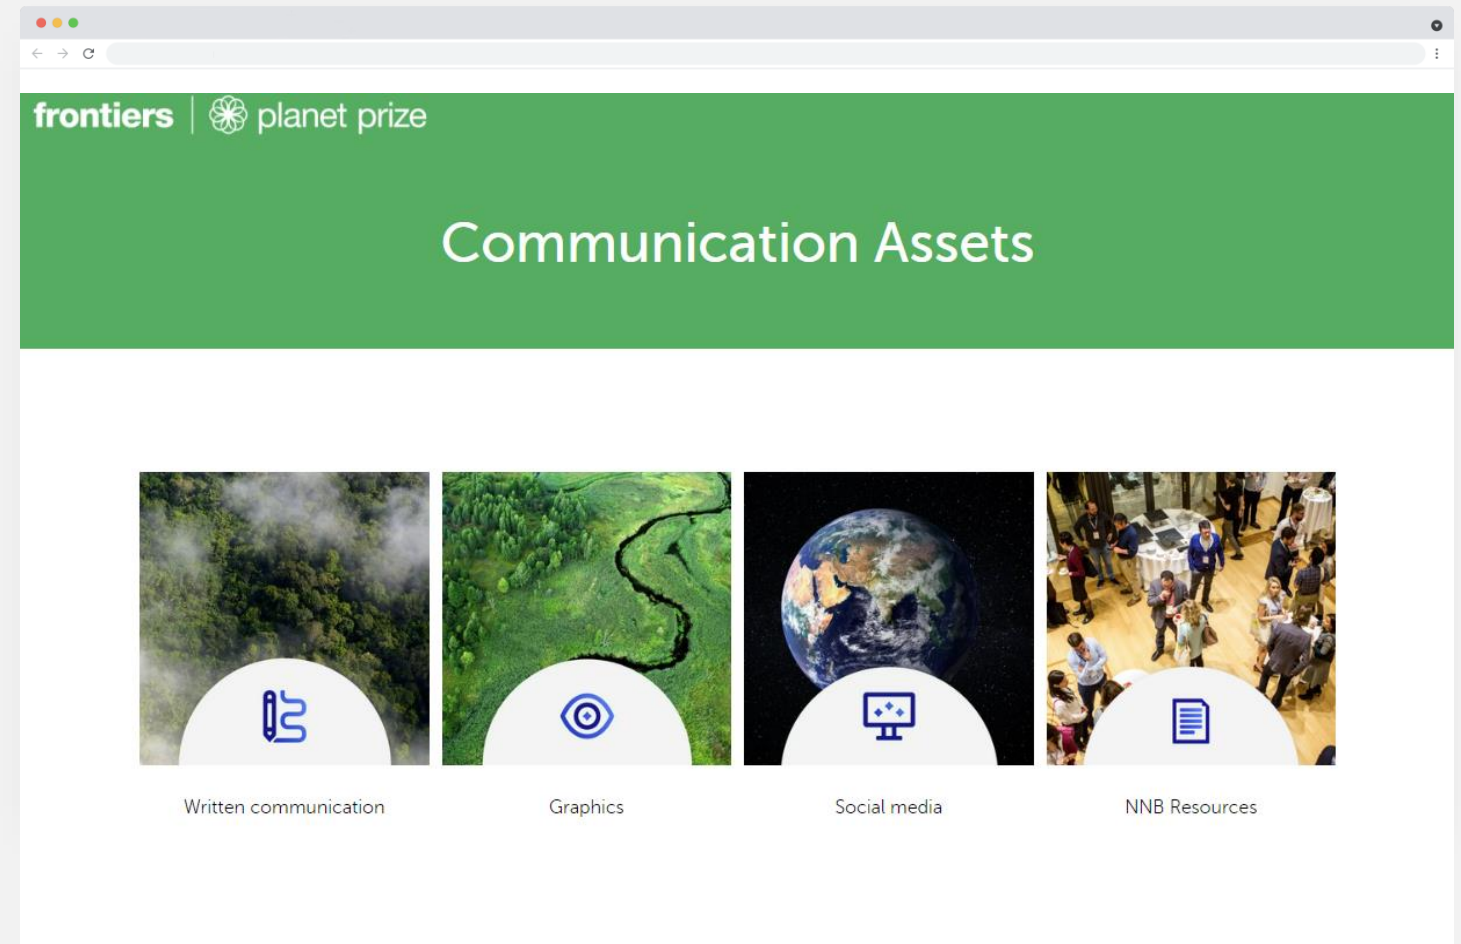 frontiers | planet prize
Communication Assets
Written communication
Graphics
Social media
NNB Resources